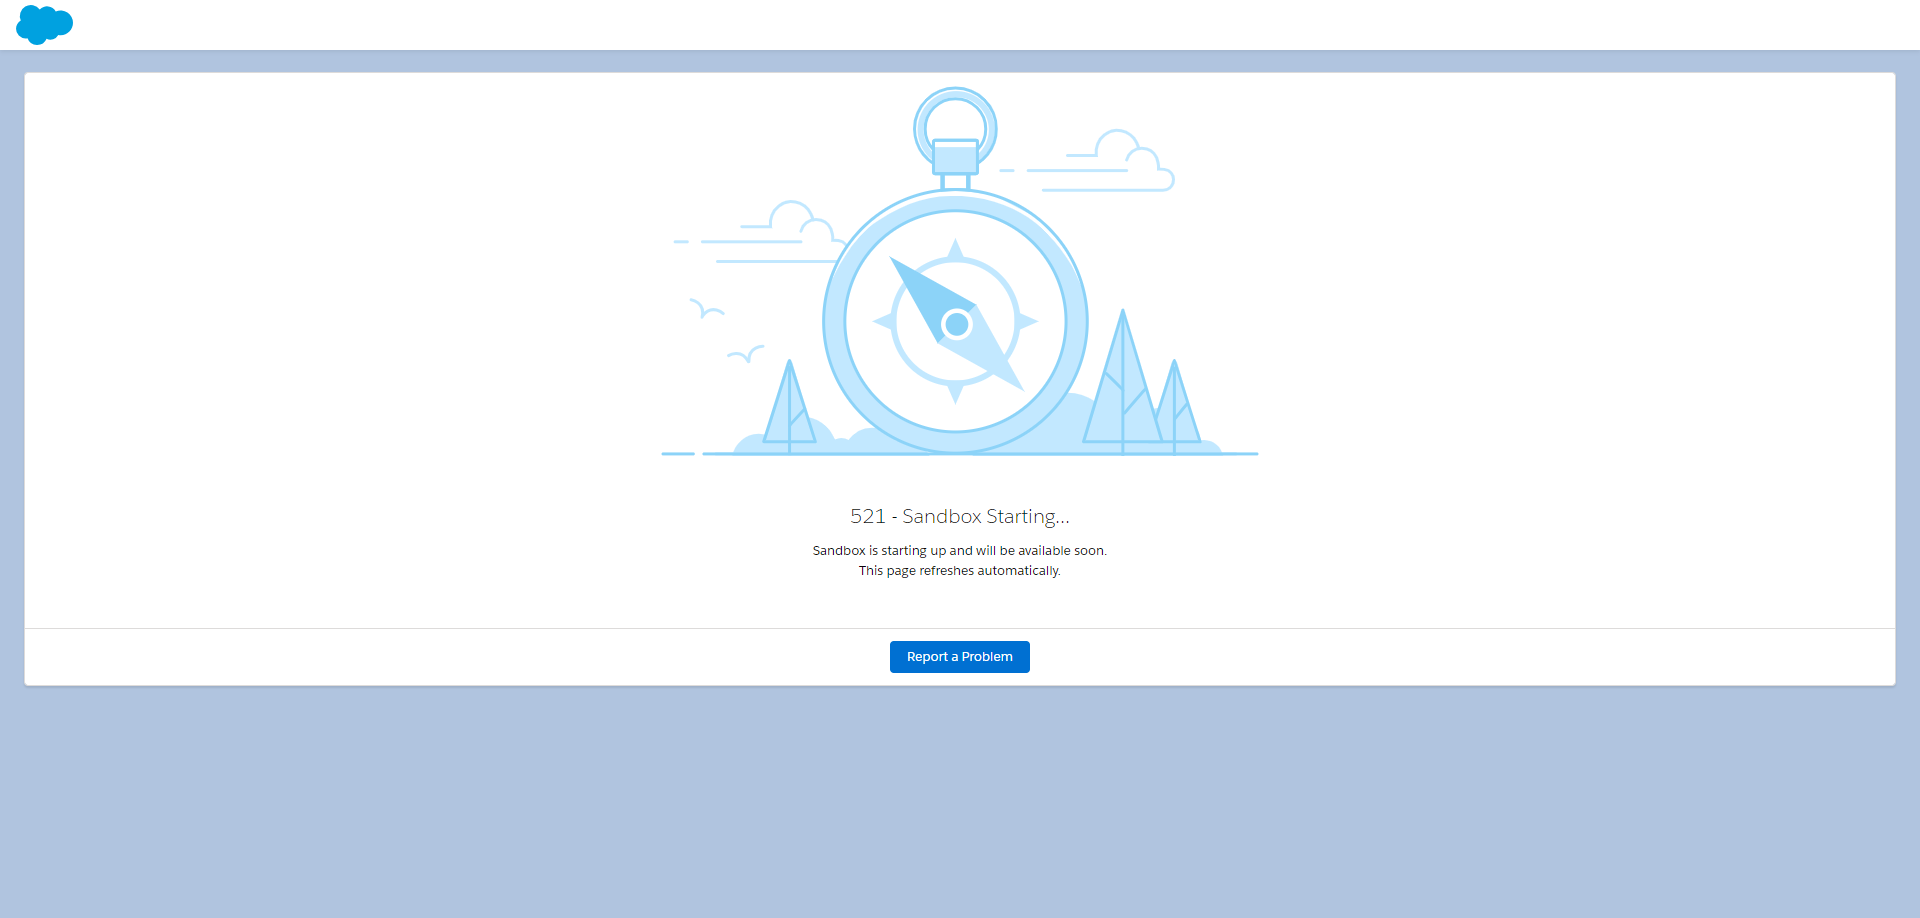 521 - Sandbox Starting...
Sandbox is starting up and will be available soon.
This page refreshes automatically.
Report a Problem